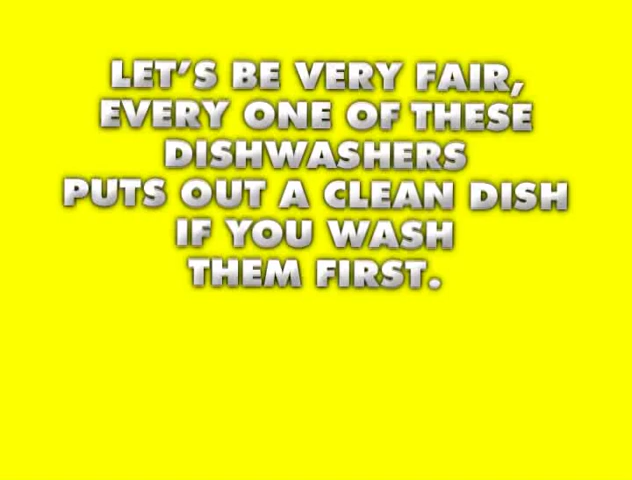 LET'S BE VERY FAIR,
EVERY ONE OF THESE
DISHWASHERS
PUTS OUT A CLEAN DISH
IF YOU WASH
THEM FIRST.